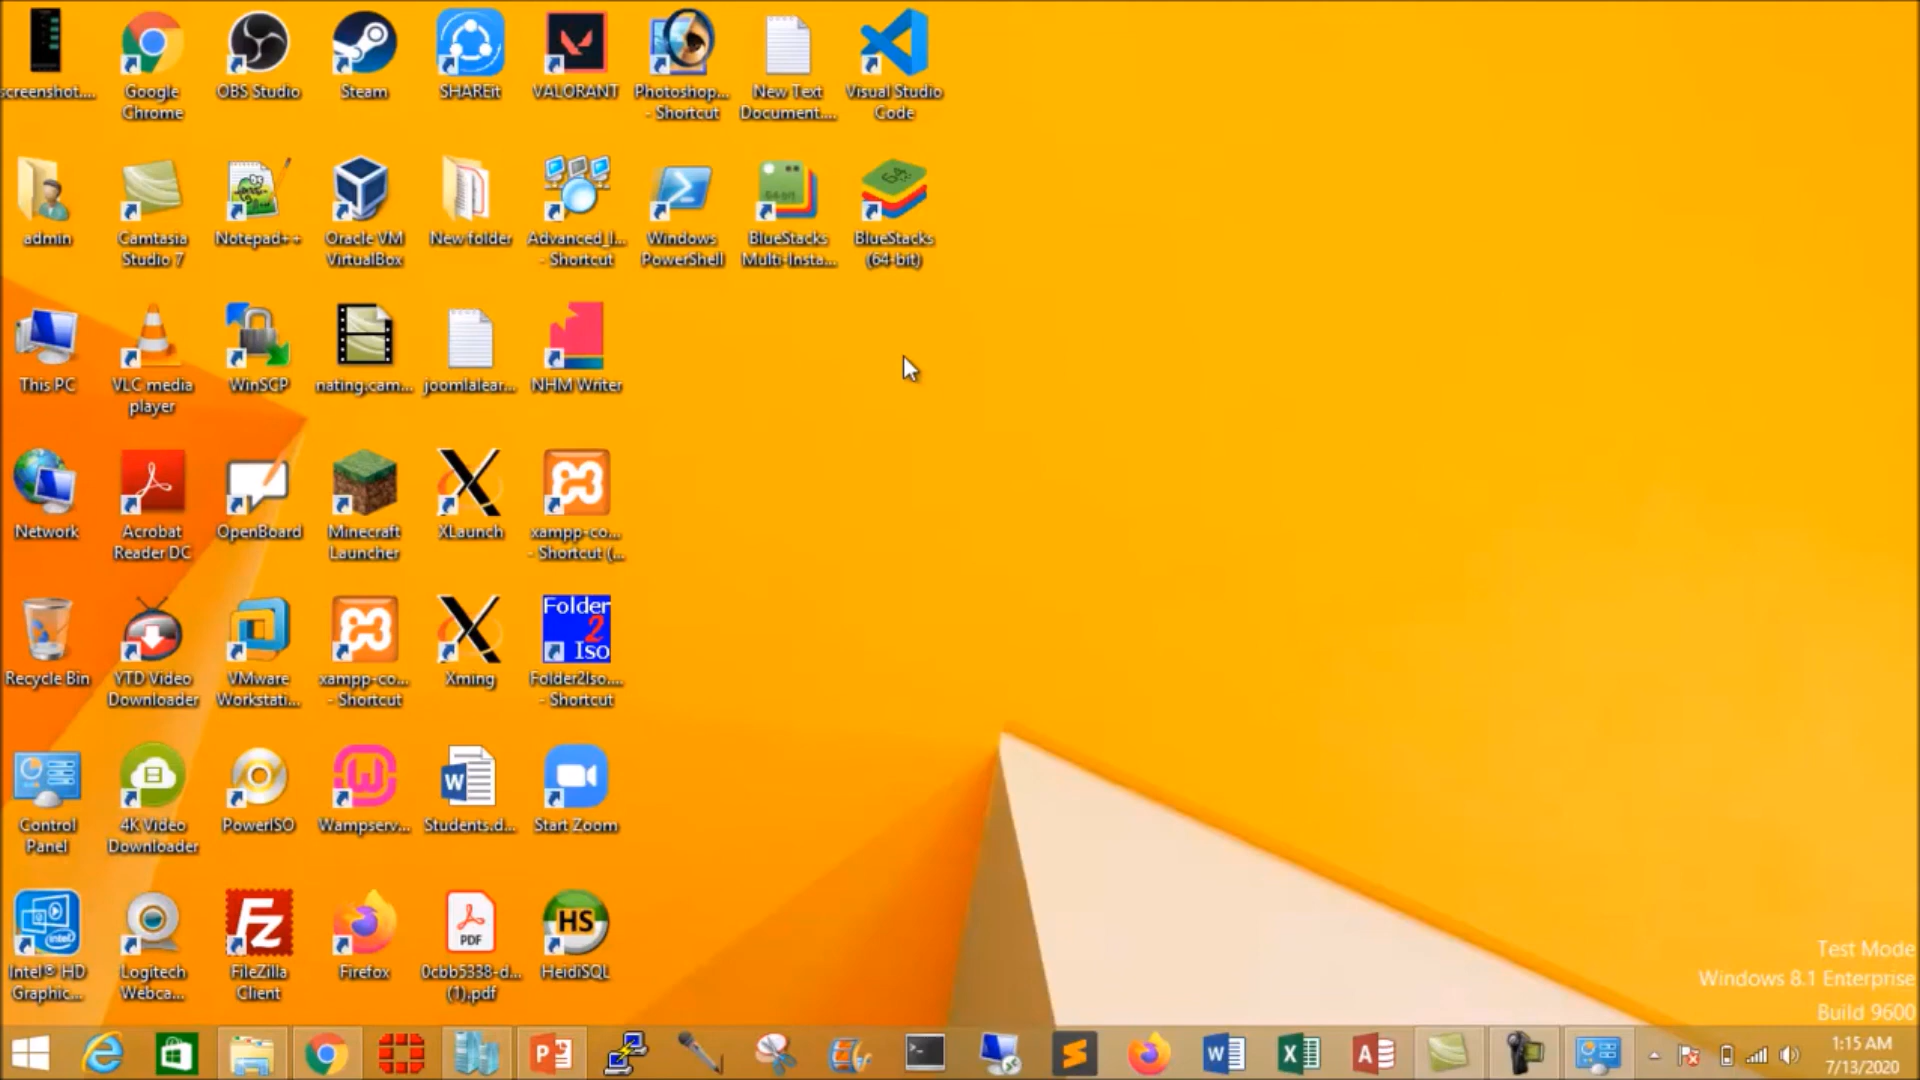 screenshot....
Google
Chrome
OBS Studio
Steam
SHAREit
VALORANT
Photoshop...
- Shortcut
New Text
Document....
Visual Studio
Code
admin
Camtasia
Studio 7
Notepad++
Oracle VM
VirtualBox
New folder
Advanced_I...
- Shortcut
Windows
PowerShell
64-BIT
BlueStacks
Multi-Insta...
64
BlueStacks
(64-bit)
This PC
VLC media
player
WinSCP
nating.cam...
joomlalear...
NHM Writer
Network
Acrobat
Reader DC
OpenBoard
Minecraft
Launcher
XLaunch
xampp-co...
- Shortcut (...
Recycle Bin
YTD Video
Downloader
VMware
Workstati...
xampp-co...
- Shortcut
Xming
Folder
2
Iso
Folder2Iso....
- Shortcut
Control
Panel
4K Video
Downloader
PowerISO
Wampserv...
W
Students.d...
Start Zoom
intel
Intel® HD
Graphic...
Logitech
Webca...
Fz
FileZilla
Client
Firefox
PDF
0cbb5338-d...
(1).pdf
HS
HeidiSQL
Test Mode
Windows 8.1 Enterprise
Build 9600
1:15 AM
7/13/2020